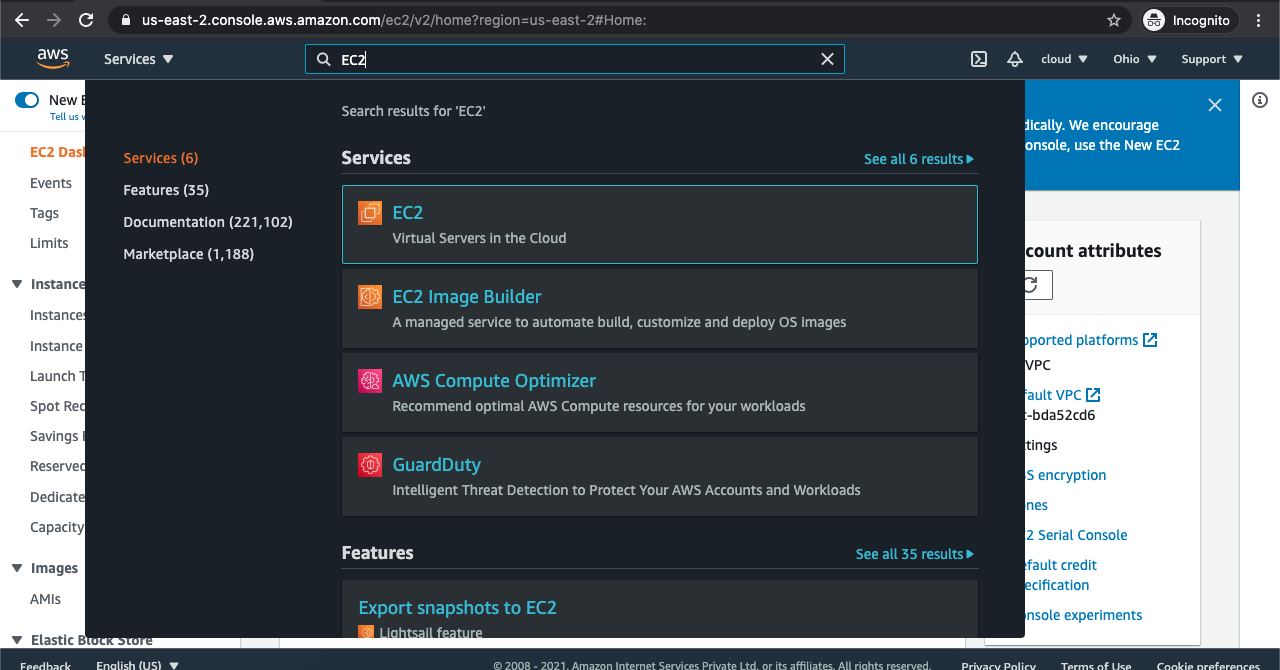 us-east-2.console.aws.amazon.com/ec2/v2/home?region=us-east-2#Home:
Incognito
aws
Services
EC2
cloud
Ohio
Support
New
Tell us
Search results for 'EC2'
dically. We encourage
onsole, use the New EC2
EC2 Das
Events
Tags
Limits
Instance
Instances
Instance
Launch T
Spot Rec
Savings
Reserved
Dedicate
Capacity
Images
AMIs
Elastic Block Store
Services (6)
Features (35)
Documentation (221,102)
Marketplace (1,188)
Services
See all 6 results
EC2
Virtual Servers in the Cloud
EC2 Image Builder
A managed service to automate build, customize and deploy OS images
AWS Compute Optimizer
Recommend optimal AWS Compute resources for your workloads
GuardDuty
Intelligent Threat Detection to Protect Your AWS Accounts and Workloads
Features
See all 35 results
Export snapshots to EC2
Lightsail feature
count attributes
pported platforms
VPC
fault VPC
-bda52cd6
tings
S encryption
nes
2 Serial Console
efault credit
ecification
nsole experiments
Feedback
English (US)
© 2008 - 2021, Amazon Internet Services Private Ltd. or its affiliates. All rights reserved.
Privacy Policy
Terms of Use
Cookie preferences